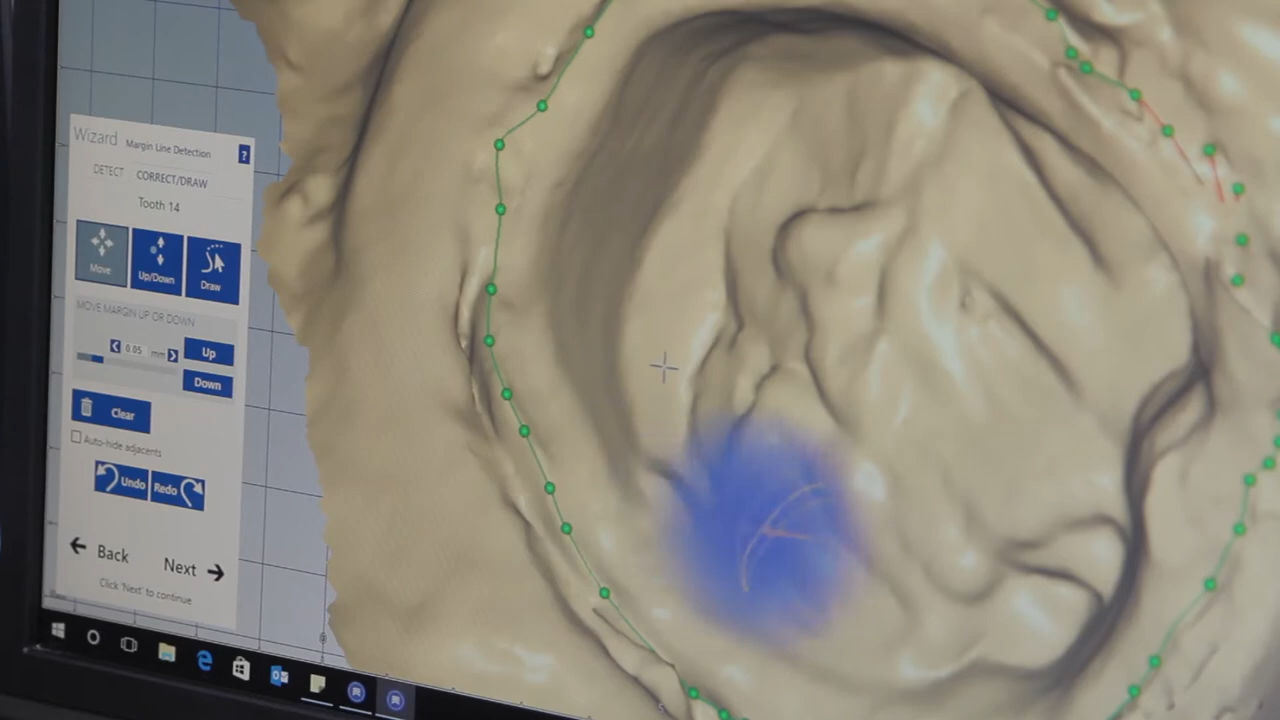 Wizard Margin Line Detection ?
DETECT CORRECT/DRAW
Tooth 14
Move Up/Down Draw
MOVE MARGIN UP OR DOWN
0.05 mm Up
Down
Clear
Auto-hide adjacents
Undo Redo
Back Next
Click 'Next' to continue